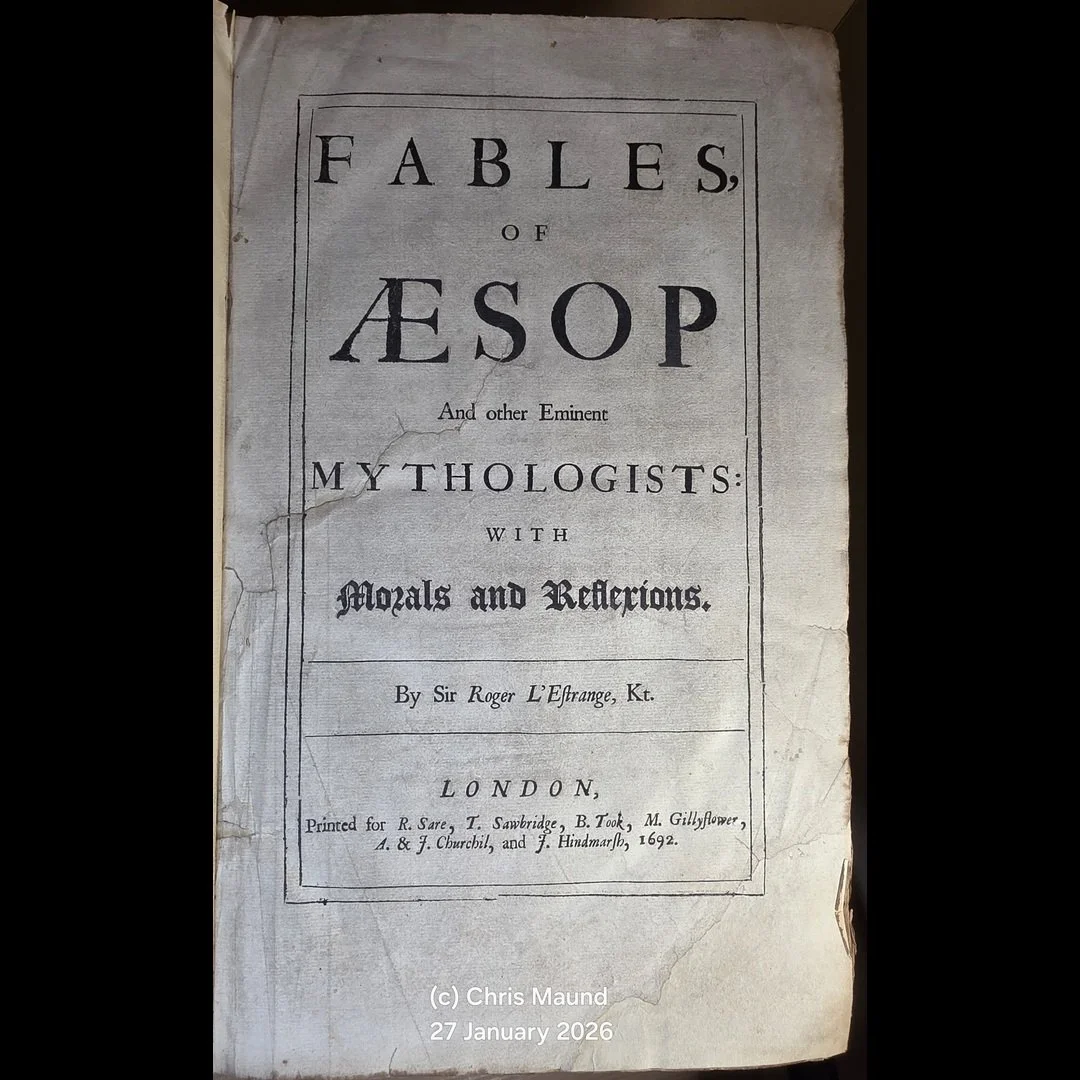 FABLES,
OF
ÆSOP
And other Eminent
MYTHOLOGISTS:
WITH
Morals and Reflexions.
By Sir Roger L'Eſtrange, Kt.
LONDON,
Printed for R. Sare, T. Sawbridge, B. Took, M. Gillyflower,
A. & J. Churchil, and J. Hindmarſh, 1692.
(c) Chris Maund
27 January 2026